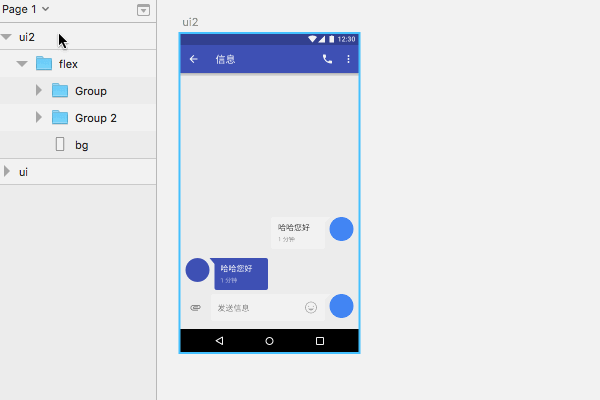 Page 1
ui2
flex
Group
Group 2
bg
ui
ui2
12:30
信息
哈哈您好
1 分钟
哈哈您好
1 分钟
发送信息